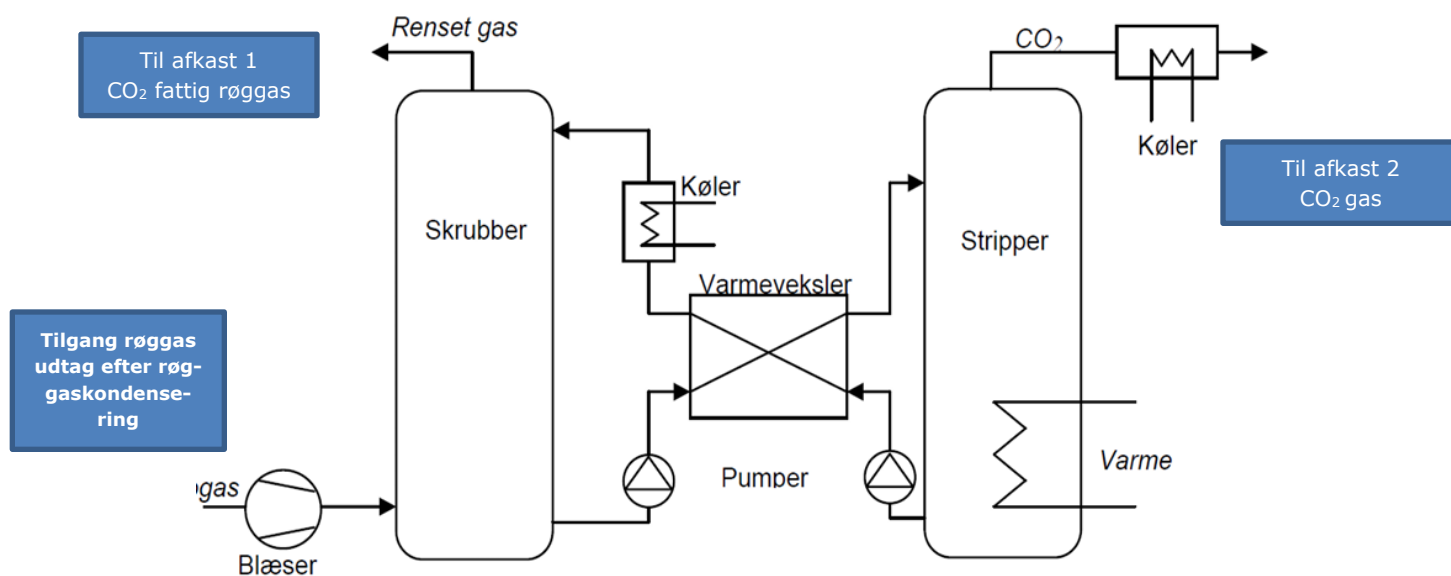 Renset gas
Til afkast 1
CO₂ fattig røggas
CO₂
Køler
Til afkast 2
CO₂ gas
Køler
Skrubber
Stripper
Varmeveksler
Tilgang røggas
udtag efter røg-
gaskondense-
ring
Varme
Pumper
Blæser